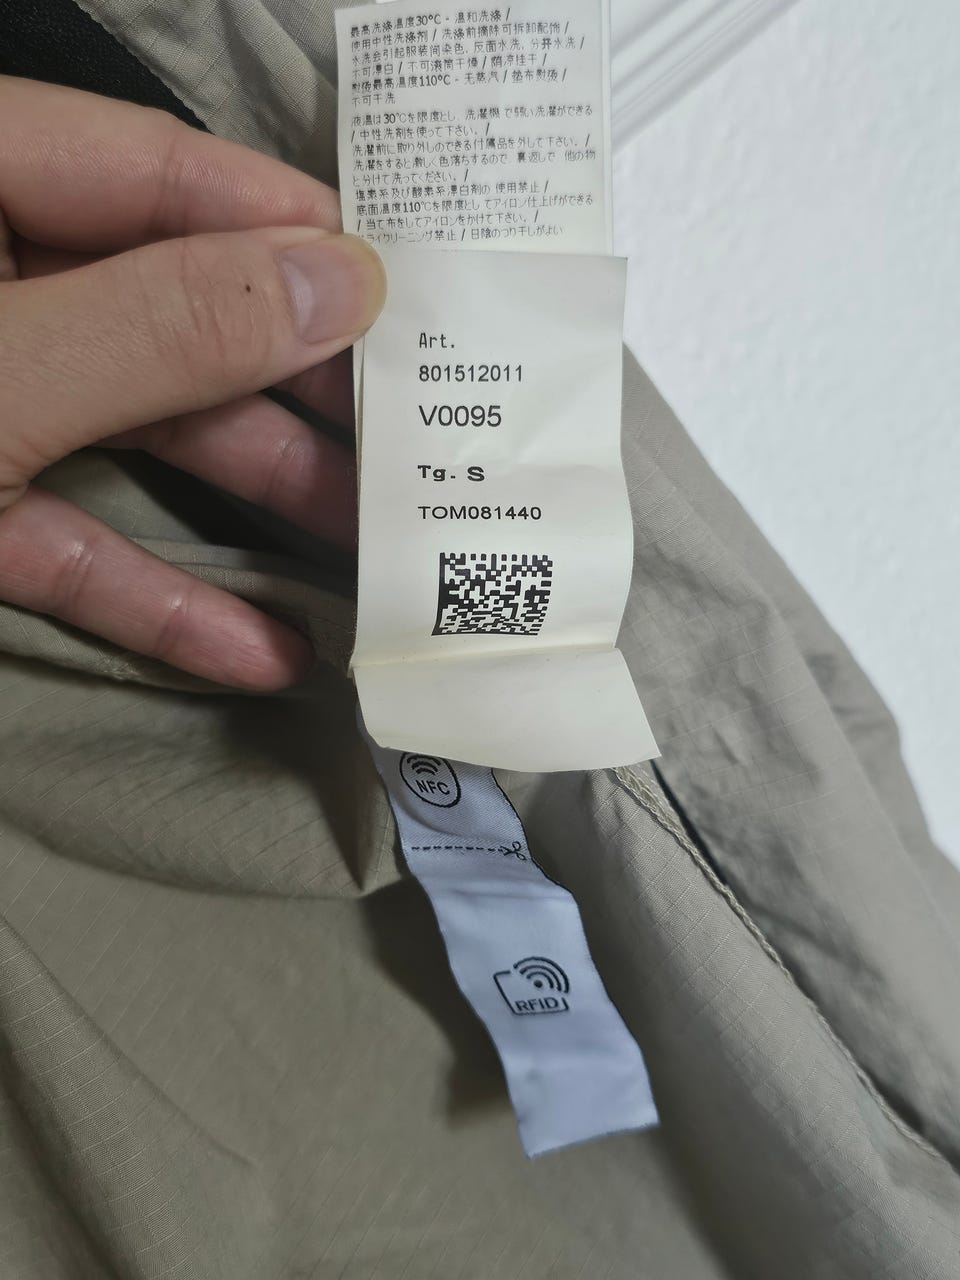 最高洗涤温度30°C - 温和洗涤 /
使用中性洗涤剂 / 洗涤前摘除可拆卸配饰 /
水洗会引起服装间染色, 反面水洗, 分开水洗 /
不可漂白 / 不可滚筒干燥 / 荫凉挂干 /
熨烫最高温度110°C - 无蒸汽 / 垫布熨烫 /
不可干洗
液温は30℃を限度とし、洗濯機 で弱い洗濯ができる
/ 中性洗剤を使って下さい。 /
洗濯前に取り外しのできる付属品を外して下さい。 /
洗濯をすると激しく色落ちするので、裏返しで 他の物
と分けて洗ってください。 /
塩素系及び酸素系漂白剤の 使用禁止 /
底面温度110℃を限度とし てアイロン仕上げができる
/ 当て布をしてアイロンをかけて下さい。 /
ドライクリーニング禁止 / 日陰のつり干しがよい
Art.
801512011
V0095
Tg. S
TOM081440
NFC
RFID